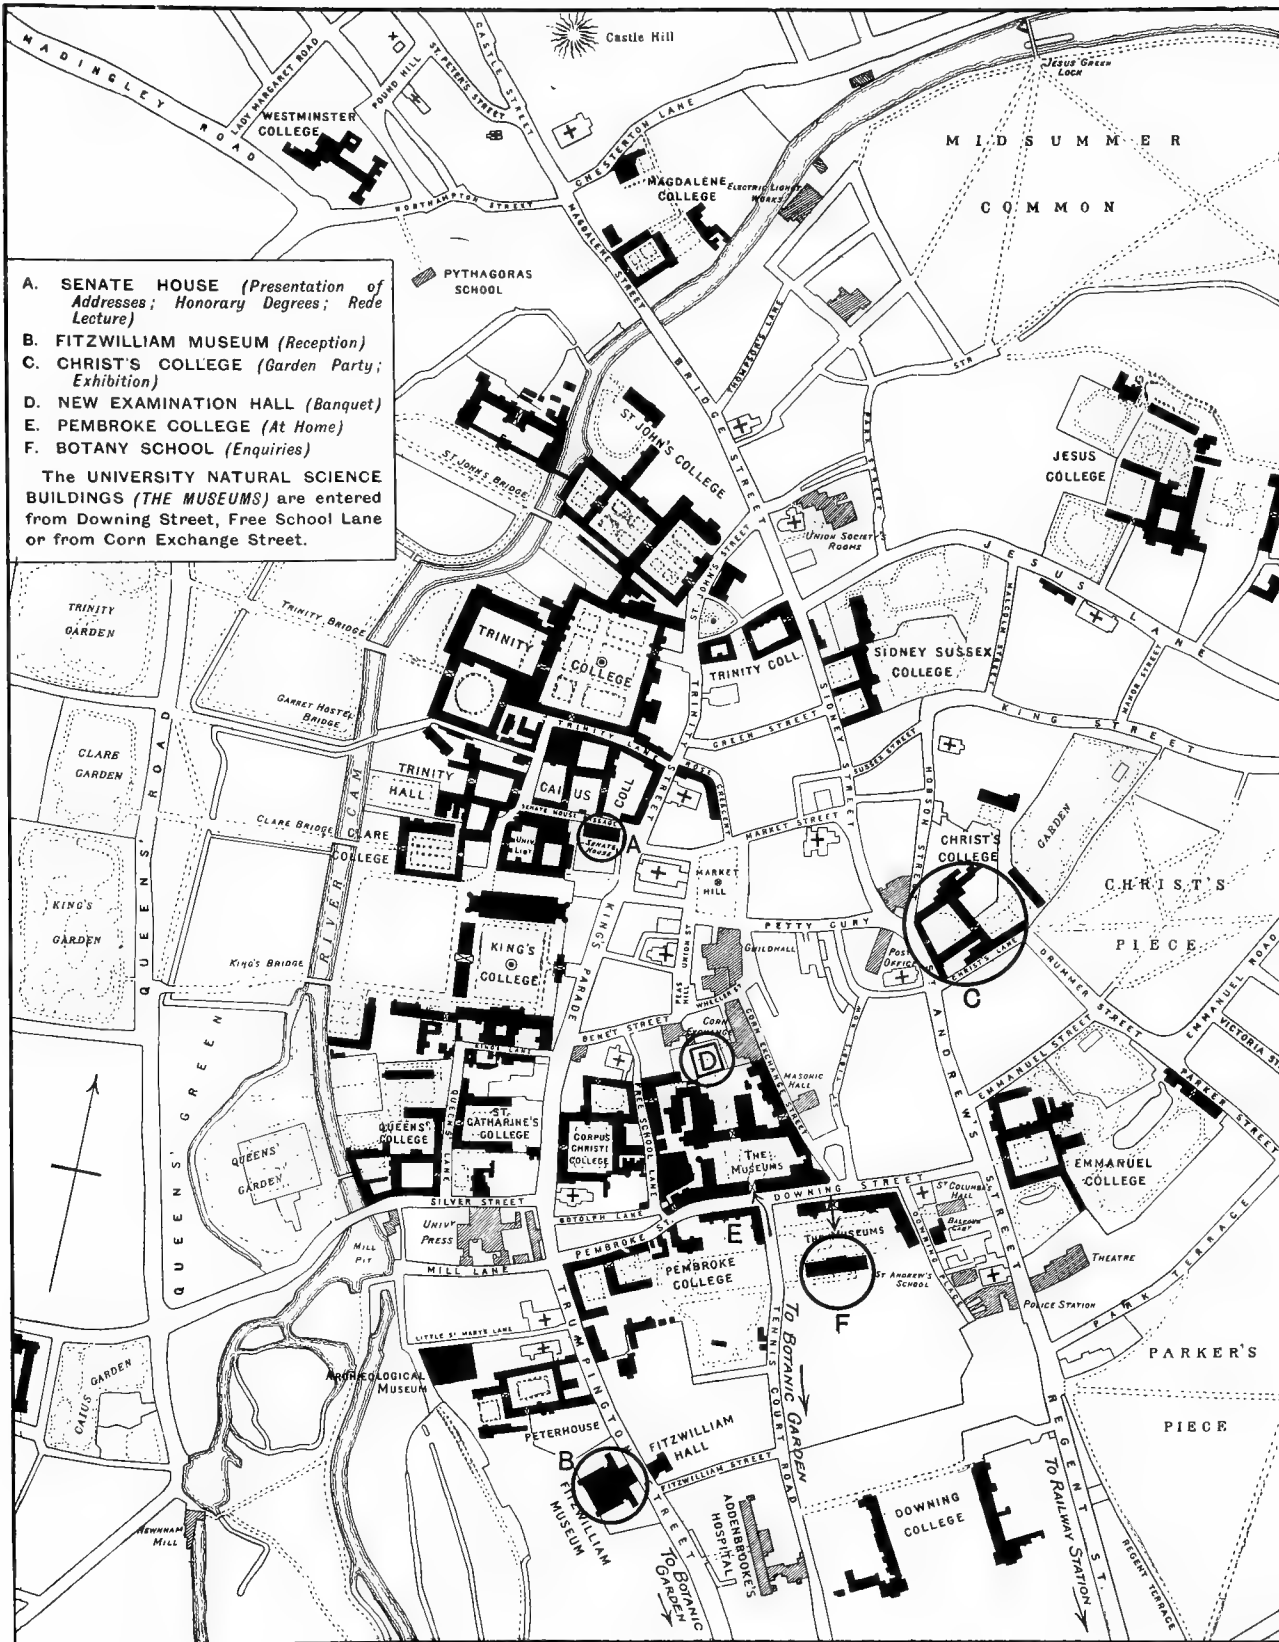 Castle Hill
MADINGLEY ROAD
LADY MARGARET ROAD
POUND HILL
ST. PETER'S STREET
CASTLE STREET
JESUS GREEN
LOCK
WESTMINSTER
COLLEGE
CHESTERTON LANE
MIDSUMMER
COMMON
MAGDALENE
COLLEGE
ELECTRIC LIGHT
WORKS
NORTHAMPTON STREET
MAGDALENE STREET
PYTHAGORAS
SCHOOL
A. SENATE HOUSE (Presentation of
Addresses; Honorary Degrees; Rede
Lecture)
B. FITZWILLIAM MUSEUM (Reception)
C. CHRIST'S COLLEGE (Garden Party;
Exhibition)
D. NEW EXAMINATION HALL (Banquet)
E. PEMBROKE COLLEGE (At Home)
F. BOTANY SCHOOL (Enquiries)
The UNIVERSITY NATURAL SCIENCE
BUILDINGS (THE MUSEUMS) are entered
from Downing Street, Free School Lane
or from Corn Exchange Street.
BRIDGE STREET
THOMPSON'S LANE
STR
PARK STREET
ST JOHN'S COLLEGE
ST JOHN'S BRIDGE
JESUS
COLLEGE
UNION SOCIETY'S
ROOMS
ST. JOHN'S STREET
JESUS LANE
MALCOLM STREET
MANOR STREET
TRINITY
GARDEN
TRINITY BRIDGE
TRINITY
COLLEGE
TRINITY COLL.
SIDNEY SUSSEX
COLLEGE
SIDNEY STREET
KING STREET
GARRET HOSTEL
BRIDGE
CLARE
GARDEN
TRINITY LANE
TRINITY STREET
GREEN STREET
SUSSEX STREET
ROSE
CRESCENT
HOBSON STREET
TRINITY
HALL
CAIUS
COLL
SENATE HOUSE PASSAGE
CLARE BRIDGE
CLARE
COLLEGE
UNIV.
LIBY
SENATE
HOUSE
A
MARKET STREET
MARKET
HILL
CHRIST'S
COLLEGE
GARDEN
CHRIST'S
PIECE
KING'S
GARDEN
QUEENS' ROAD
RIVER CAM
KING'S BRIDGE
KING'S
COLLEGE
KINGS PARADE
PETTY CURY
GUILDHALL
UNION ST
PEAS HILL
WHEELER ST
POST
OFFICE
CHRIST'S LANE
C
DRUMMER STREET
EMMANUEL ROAD
VICTORIA ST
EMMANUEL STREET
PARKER STREET
BENET STREET
CORN
EXCHANGE
CORN EXCHANGE STREET
D
KINGS LANE
MASONIC
HALL
ST. TIBB'S ROW
ST ANDREW'S STREET
QUEENS' GREEN
QUEENS'
GARDEN
QUEENS'
COLLEGE
QUEENS' LANE
ST.
CATHARINE'S
COLLEGE
CORPUS
CHRISTI
COLLEGE
FREE SCHOOL LANE
THE
MUSEUMS
EMMANUEL
COLLEGE
SILVER STREET
BOTOLPH LANE
DOWNING STREET
ST COLUMBA'S
HALL
UNIVY
PRESS
MILL
PIT
MILL LANE
PEMBROKE ST.
E
PEMBROKE
COLLEGE
THE MUSEUMS
DOWNING PLACE
ST ANDREW'S
SCHOOL
F
THEATRE
POLICE STATION
PARK TERRACE
LITTLE ST MARY'S LANE
TRUMPINGTON STREET
TENNIS COURT ROAD
TO BOTANIC GARDEN
ARCHÆOLOGICAL
MUSEUM
CAIUS GARDEN
PETERHOUSE
PARKER'S
PIECE
B
FITZWILLIAM
MUSEUM
FITZWILLIAM
HALL
FITZWILLIAM STREET
ADDENBROOKE'S
HOSPITAL
DOWNING
COLLEGE
REGENT ST.
TO RAILWAY STATION
REGENT TERRACE
NEWNHAM
MILL
TO BOTANIC
GARDEN